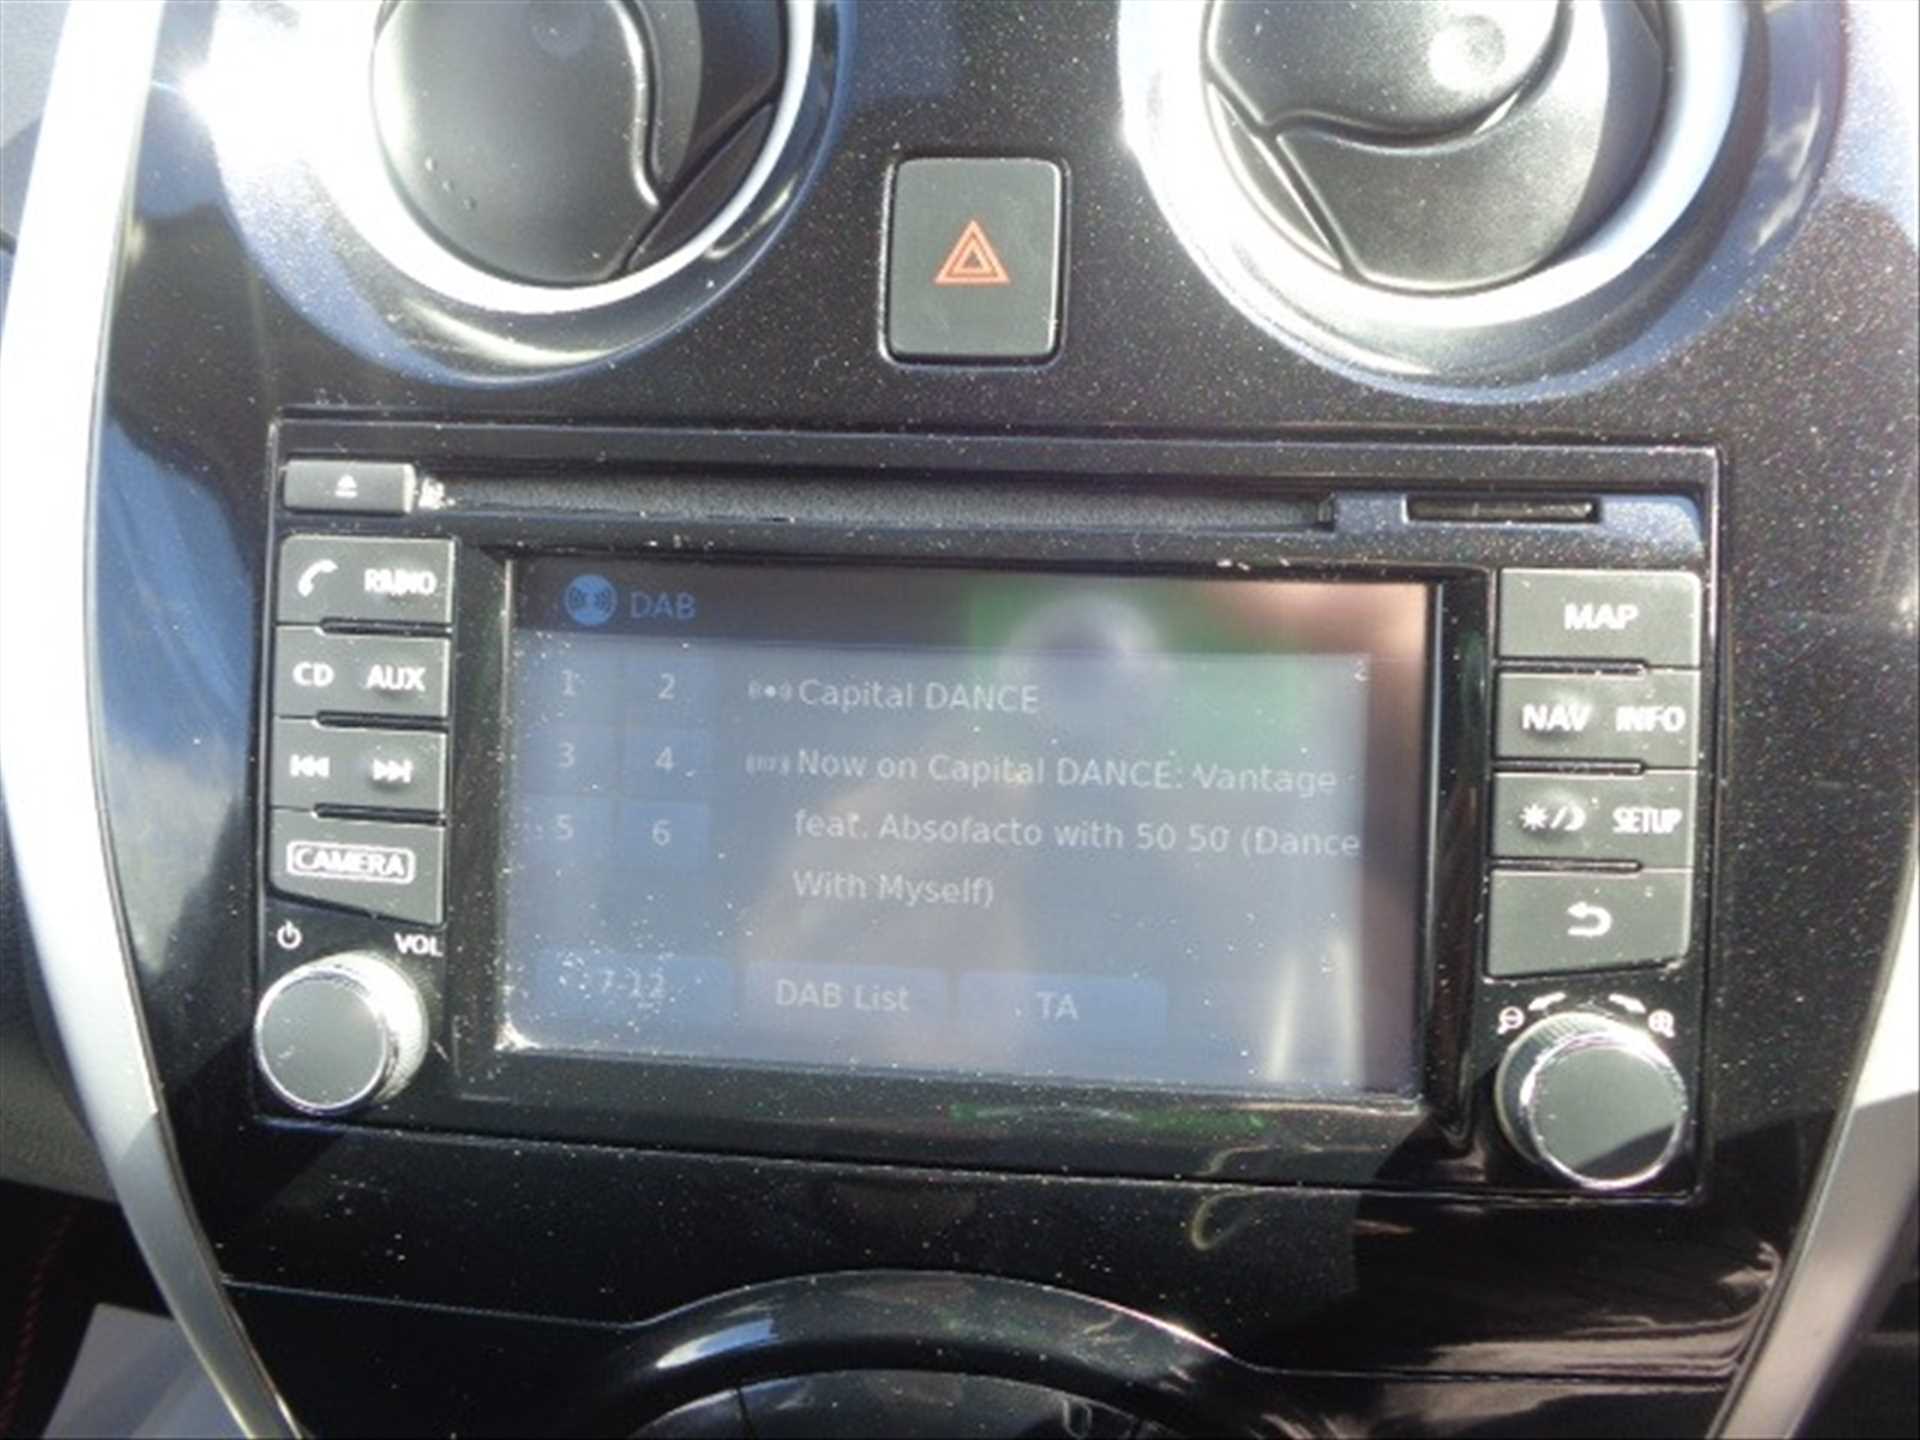 RADIO
CD AUX
CAMERA
VOL
DAB
1 2
3 4
5 6
Capital DANCE
Now on Capital DANCE: Vantage
feat. Absofacto with 50 50 (Dance
With Myself)
7-12 DAB List TA
MAP
NAV INFO
SETUP